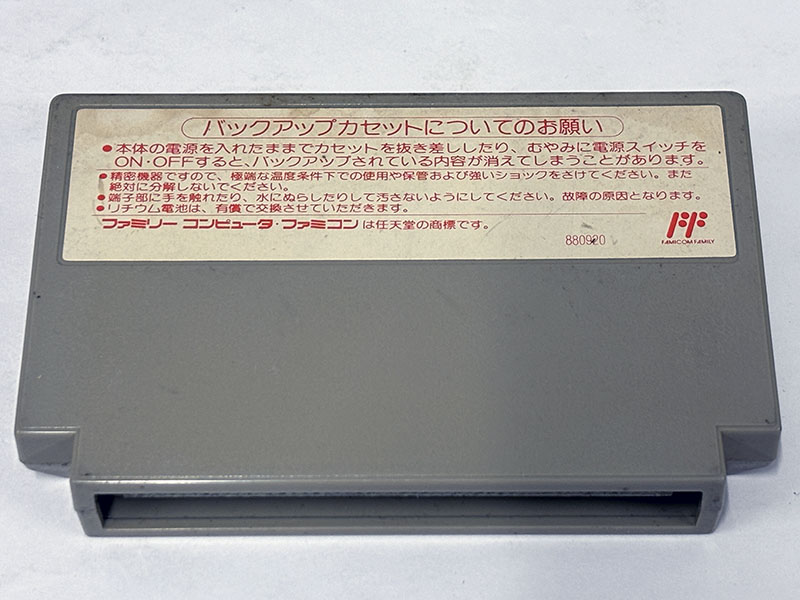 バックアップカセットについてのお願い
●本体の電源を入れたままでカセットを抜き差ししたり、むやみに電源スイッチを
ON・OFFすると、バックアップされている内容が消えてしまうことがあります。
●精密機器ですので、極端な温度条件下での使用や保管および強いショックをさけてください。また
絶対に分解しないでください。
●端子部に手を触れたり、水にぬらしたりして汚さないようにしてください。故障の原因となります。
●リチウム電池は、有償で交換させていただきます。
ファミリーコンピュータ・ファミコンは任天堂の商標です。
880920
FF
FAMICOM FAMILY